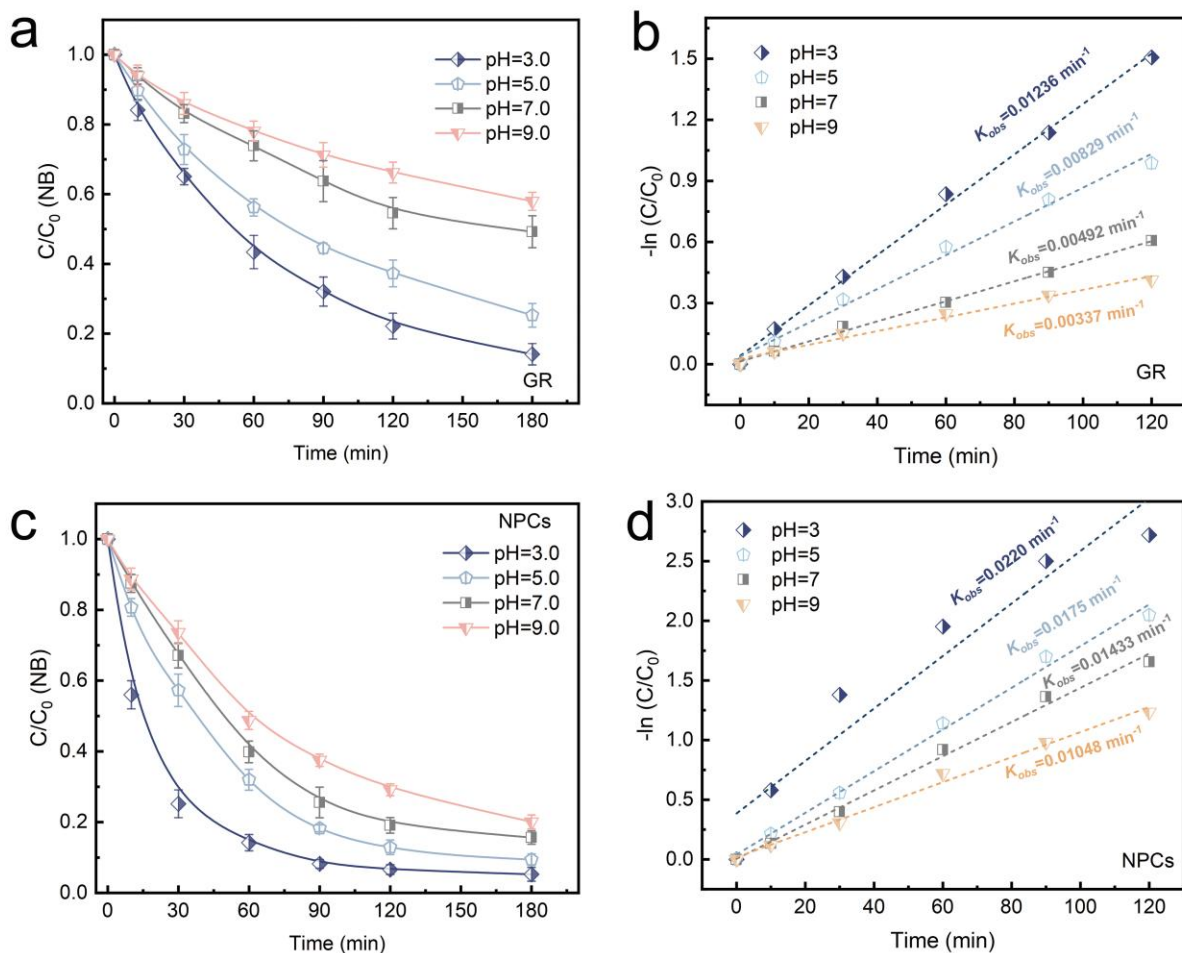 a
1.0
0.8
0.6
0.4
0.2
0.0
C/C₀ (NB)
pH=3.0
pH=5.0
pH=7.0
pH=9.0
GR
0 30 60 90 120 150 180
Time (min)
b
1.5
1.2
0.9
0.6
0.3
0.0
-ln (C/C₀)
pH=3
pH=5
pH=7
pH=9
K_obs=0.01236 min⁻¹
K_obs=0.00829 min⁻¹
K_obs=0.00492 min⁻¹
K_obs=0.00337 min⁻¹
GR
0 20 40 60 80 100 120
Time (min)
c
NPCs
1.0
0.8
0.6
0.4
0.2
0.0
C/C₀ (NB)
pH=3.0
pH=5.0
pH=7.0
pH=9.0
0 30 60 90 120 150 180
Time (min)
d
3.0
2.5
2.0
1.5
1.0
0.5
0.0
-ln (C/C₀)
pH=3
pH=5
pH=7
pH=9
K_obs=0.0220 min⁻¹
K_obs=0.0175 min⁻¹
K_obs=0.01433 min⁻¹
K_obs=0.01048 min⁻¹
NPCs
0 20 40 60 80 100 120
Time (min)